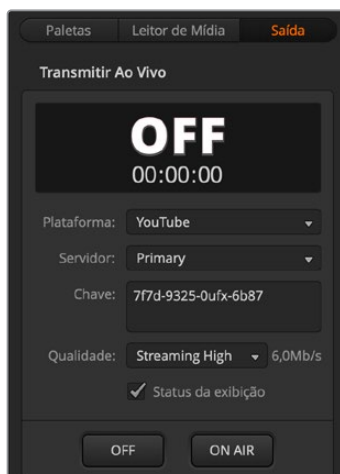 Paletas Leitor de Mídia Saída
Transmitir Ao Vivo
OFF
00:00:00
Plataforma: YouTube
Servidor: Primary
Chave: 7f7d-9325-0ufx-6b87
Qualidade: Streaming High 6,0Mb/s
Status da exibição
OFF ON AIR